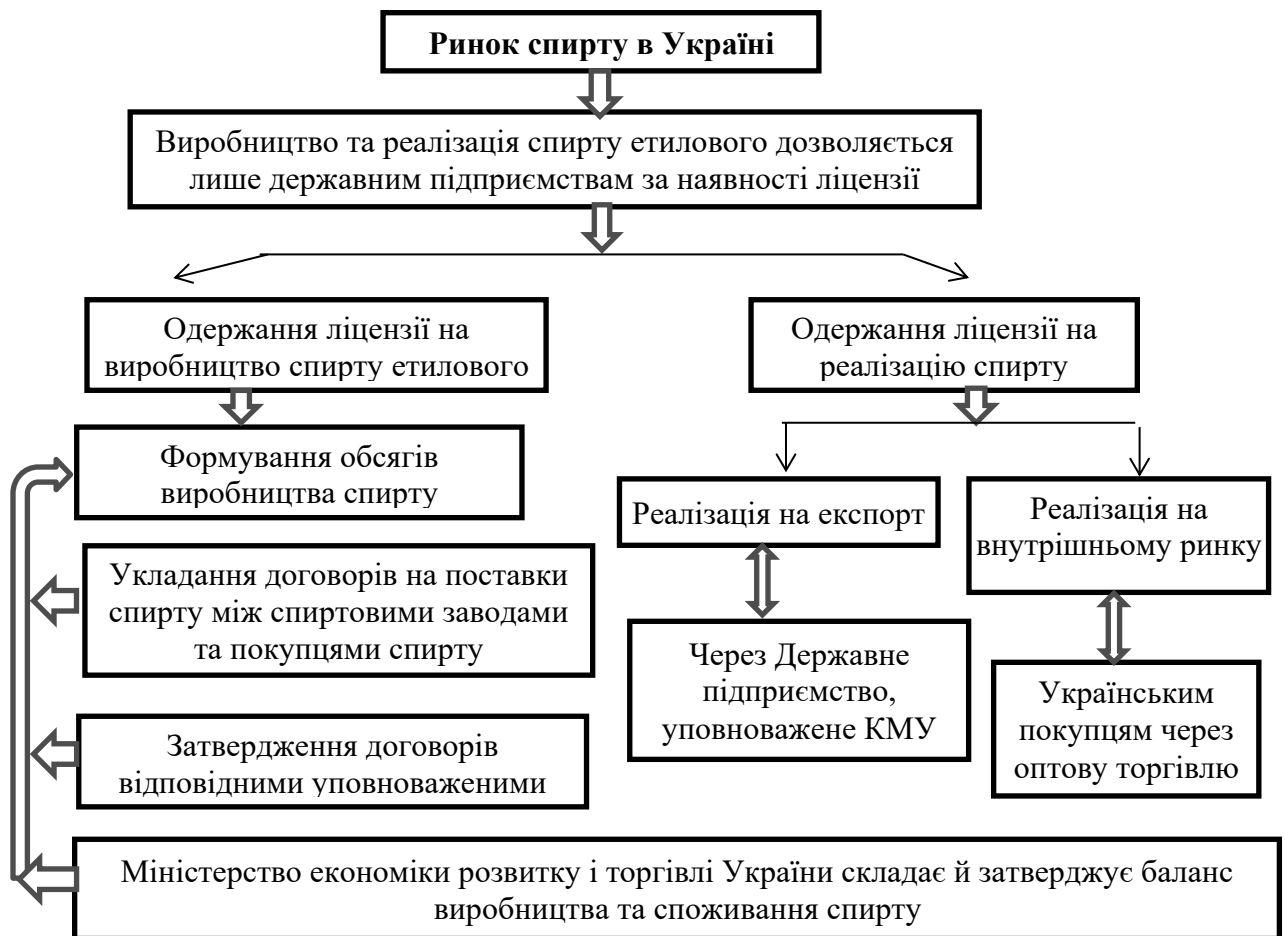 Ринок спирту в Україні
Виробництво та реалізація спирту етилового дозволяється
лише державним підприємствам за наявності ліцензії
Одержання ліцензії на
виробництво спирту етилового
Одержання ліцензії на
реалізацію спирту
Формування обсягів
виробництва спирту
Реалізація на експорт
Реалізація на
внутрішньому ринку
Укладання договорів на поставки
спирту між спиртовими заводами
та покупцями спирту
Через Державне
підприємство,
уповноважене КМУ
Українським
покупцям через
оптову торгівлю
Затвердження договорів
відповідними уповноваженими
Міністерство економіки розвитку і торгівлі України складає й затверджує баланс
виробництва та споживання спирту